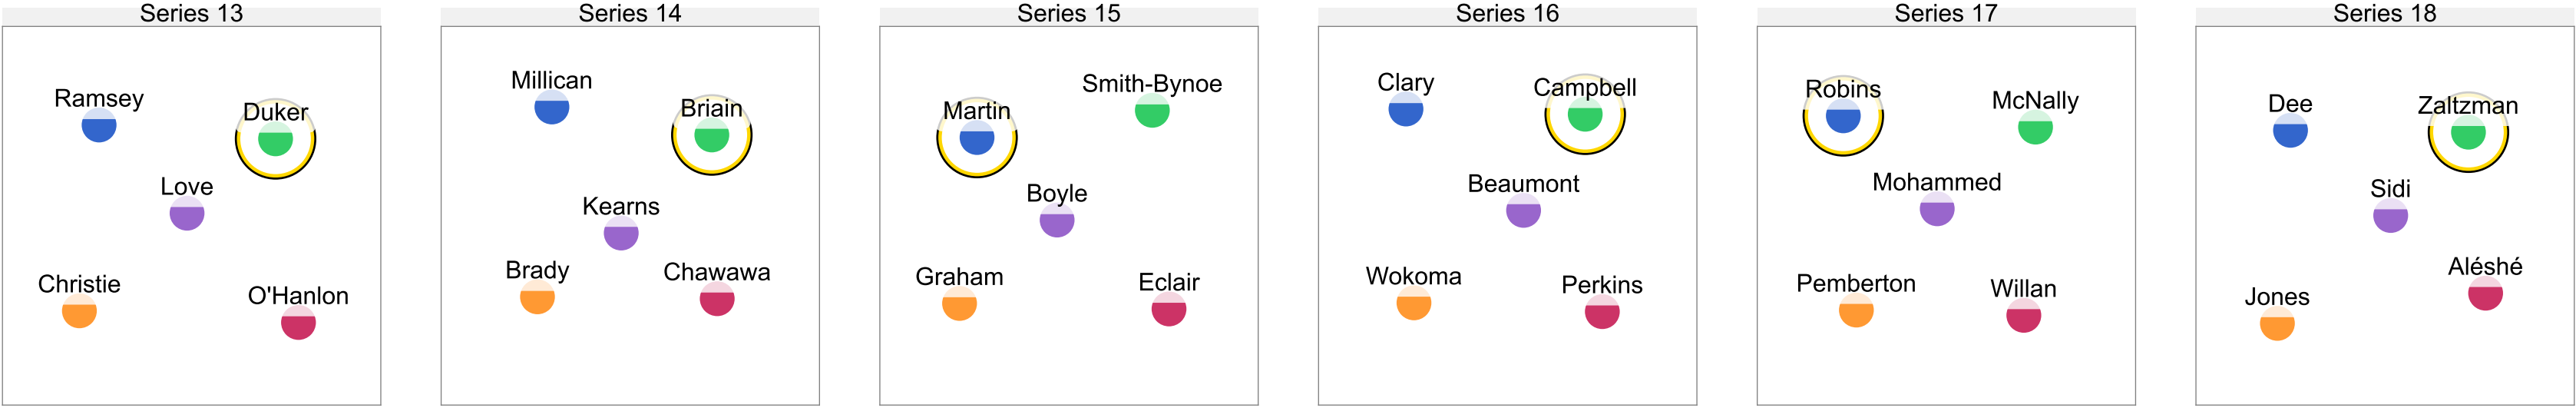 Series 13
Ramsey
Duker
Love
Christie
O'Hanlon
Series 14
Millican
Briain
Kearns
Brady
Chawawa
Series 15
Smith-Bynoe
Martin
Boyle
Graham
Eclair
Series 16
Clary
Campbell
Beaumont
Wokoma
Perkins
Series 17
Robins
McNally
Mohammed
Pemberton
Willan
Series 18
Dee
Zaltzman
Sidi
Aléshé
Jones